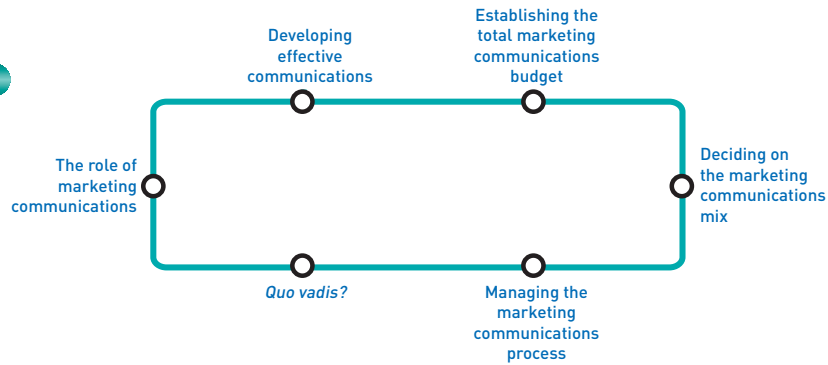 Developing
effective
communications
Establishing the
total marketing
communications
budget
The role of
marketing
communications
Deciding on
the marketing
communications
mix
Quo vadis?
Managing the
marketing
communications
process